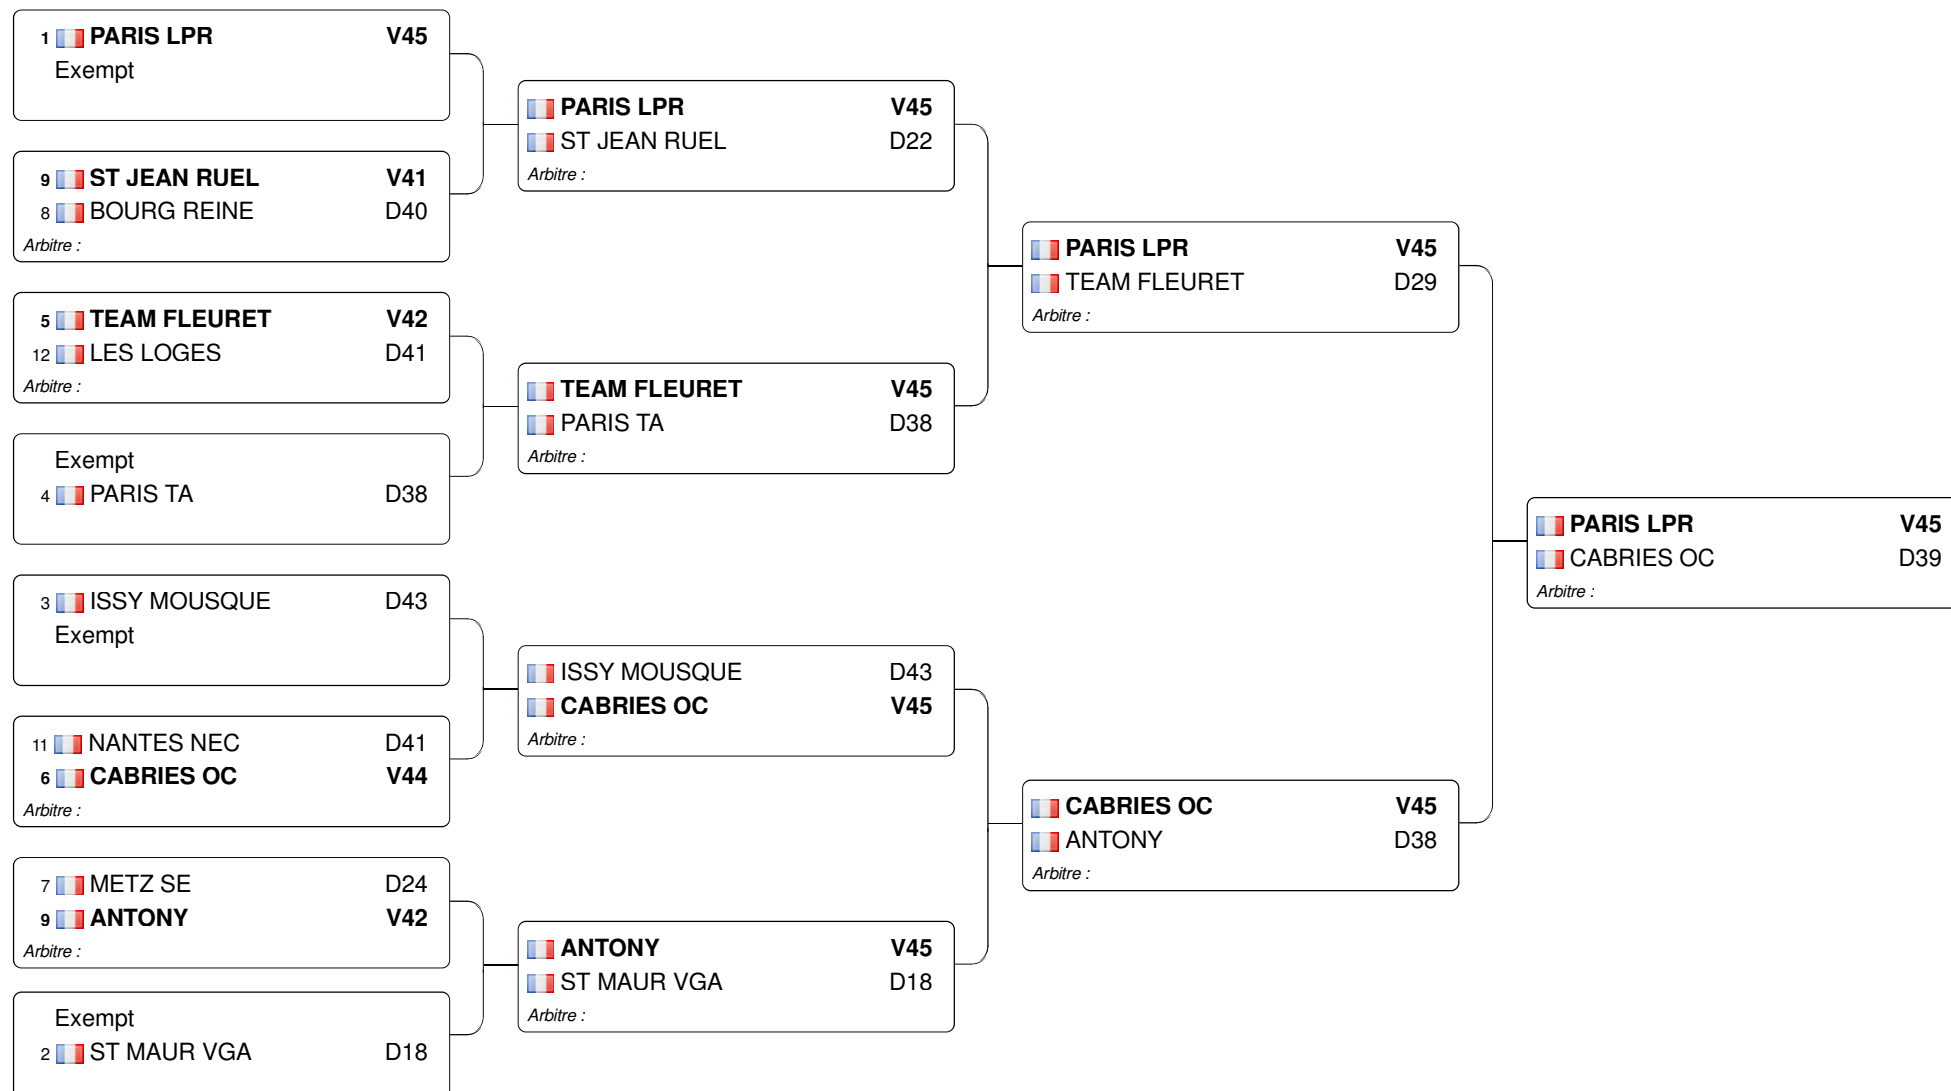 1 PARIS LPR V45
Exempt
9 ST JEAN RUEL V41
8 BOURG REINE D40
Arbitre :
5 TEAM FLEURET V42
12 LES LOGES D41
Arbitre :
Exempt
4 PARIS TA D38
3 ISSY MOUSQUE D43
Exempt
11 NANTES NEC D41
6 CABRIES OC V44
Arbitre :
7 METZ SE D24
9 ANTONY V42
Arbitre :
Exempt
2 ST MAUR VGA D18
PARIS LPR V45
ST JEAN RUEL D22
Arbitre :
TEAM FLEURET V45
PARIS TA D38
Arbitre :
ISSY MOUSQUE D43
CABRIES OC V45
Arbitre :
ANTONY V45
ST MAUR VGA D18
Arbitre :
PARIS LPR V45
TEAM FLEURET D29
Arbitre :
CABRIES OC V45
ANTONY D38
Arbitre :
PARIS LPR V45
CABRIES OC D39
Arbitre :